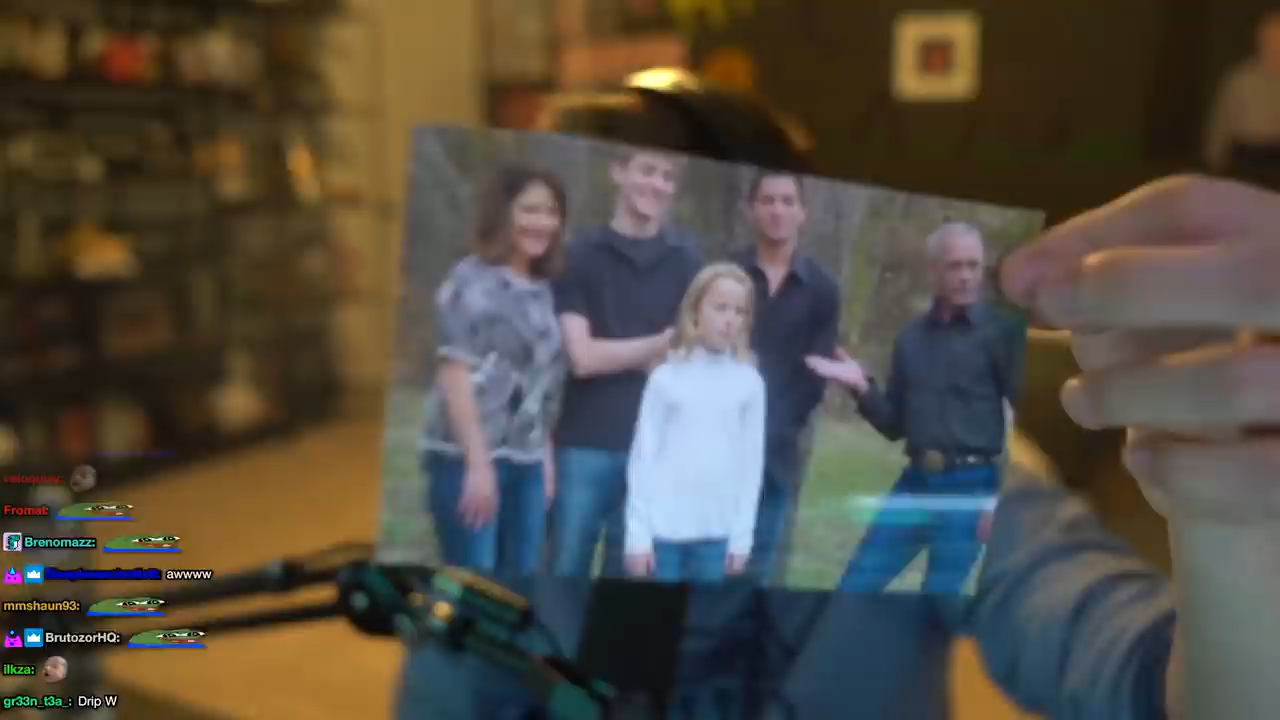 Fromat:
Brenomazz:
awwww
mmshaun93:
BrutozorHQ:
ilkza:
gr33n_t3a_: Drip W